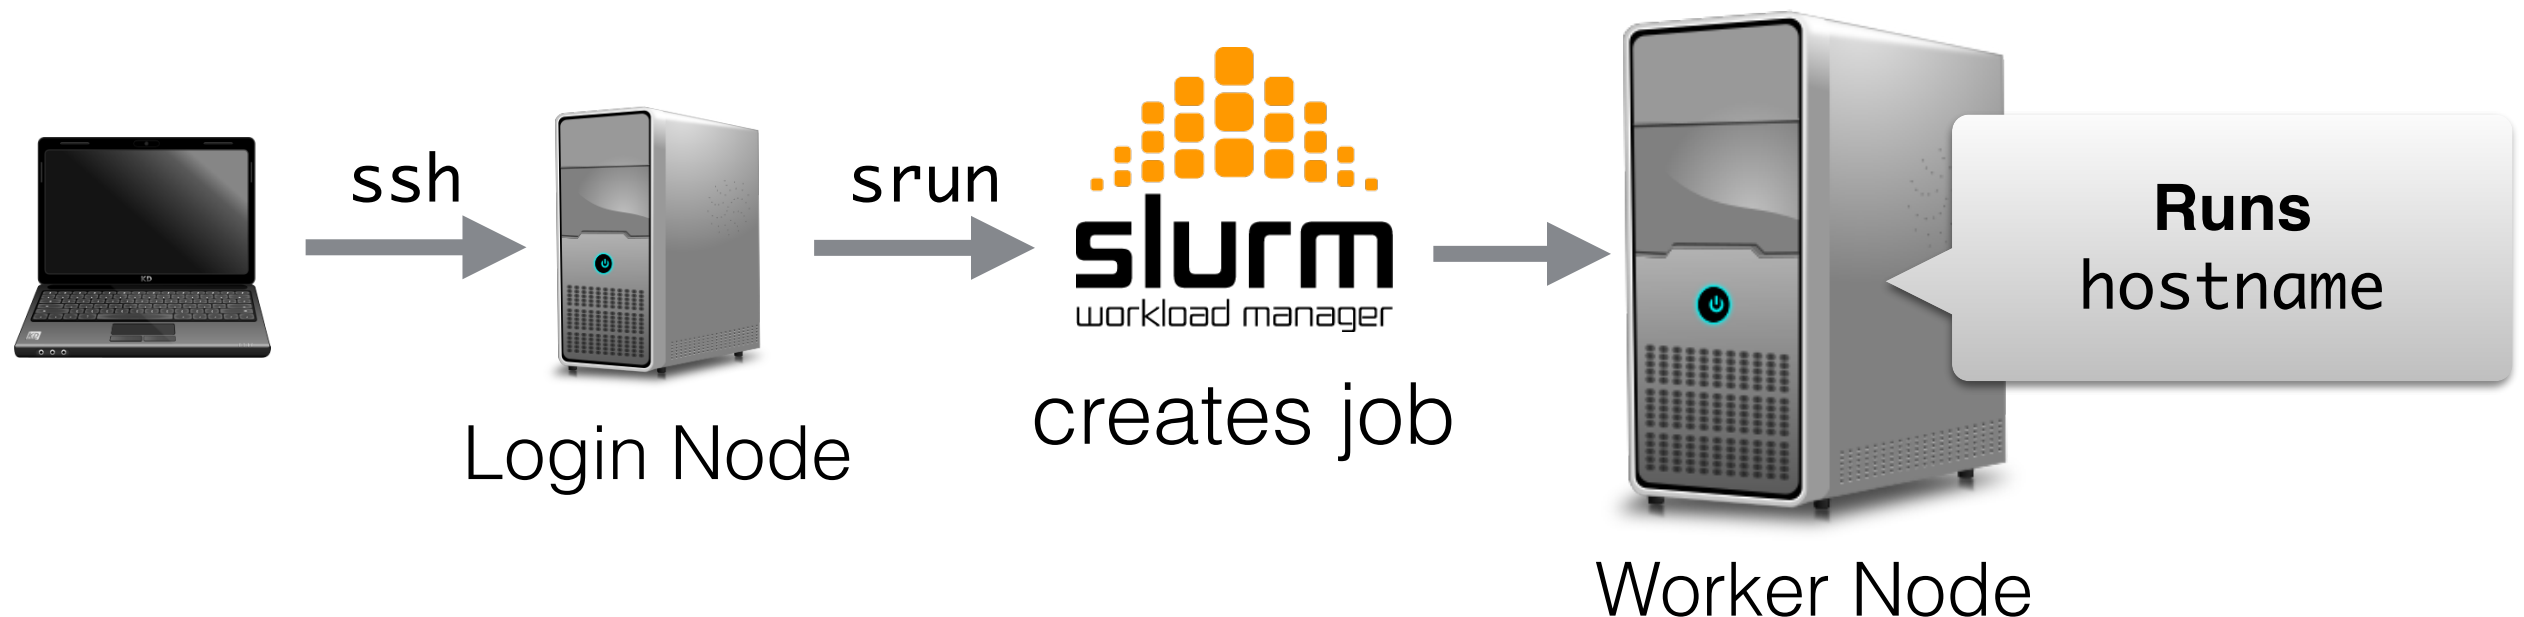 ssh
Login Node
srun
slurm
workload manager
creates job
Runs
hostname
Worker Node